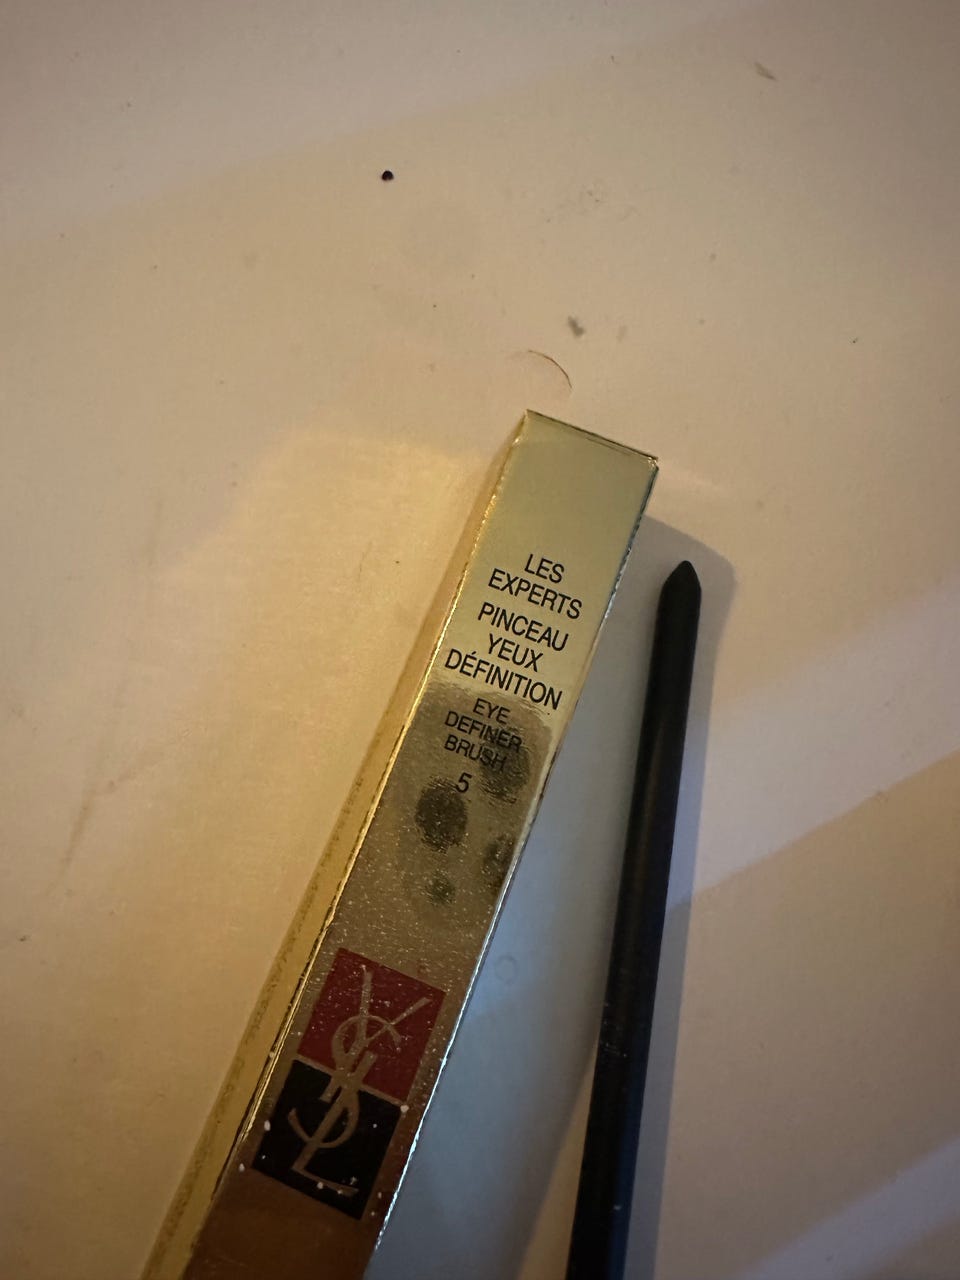 LES
EXPERTS
PINCEAU
YEUX
DÉFINITION
EYE
DEFINER
BRUSH
5
YSL